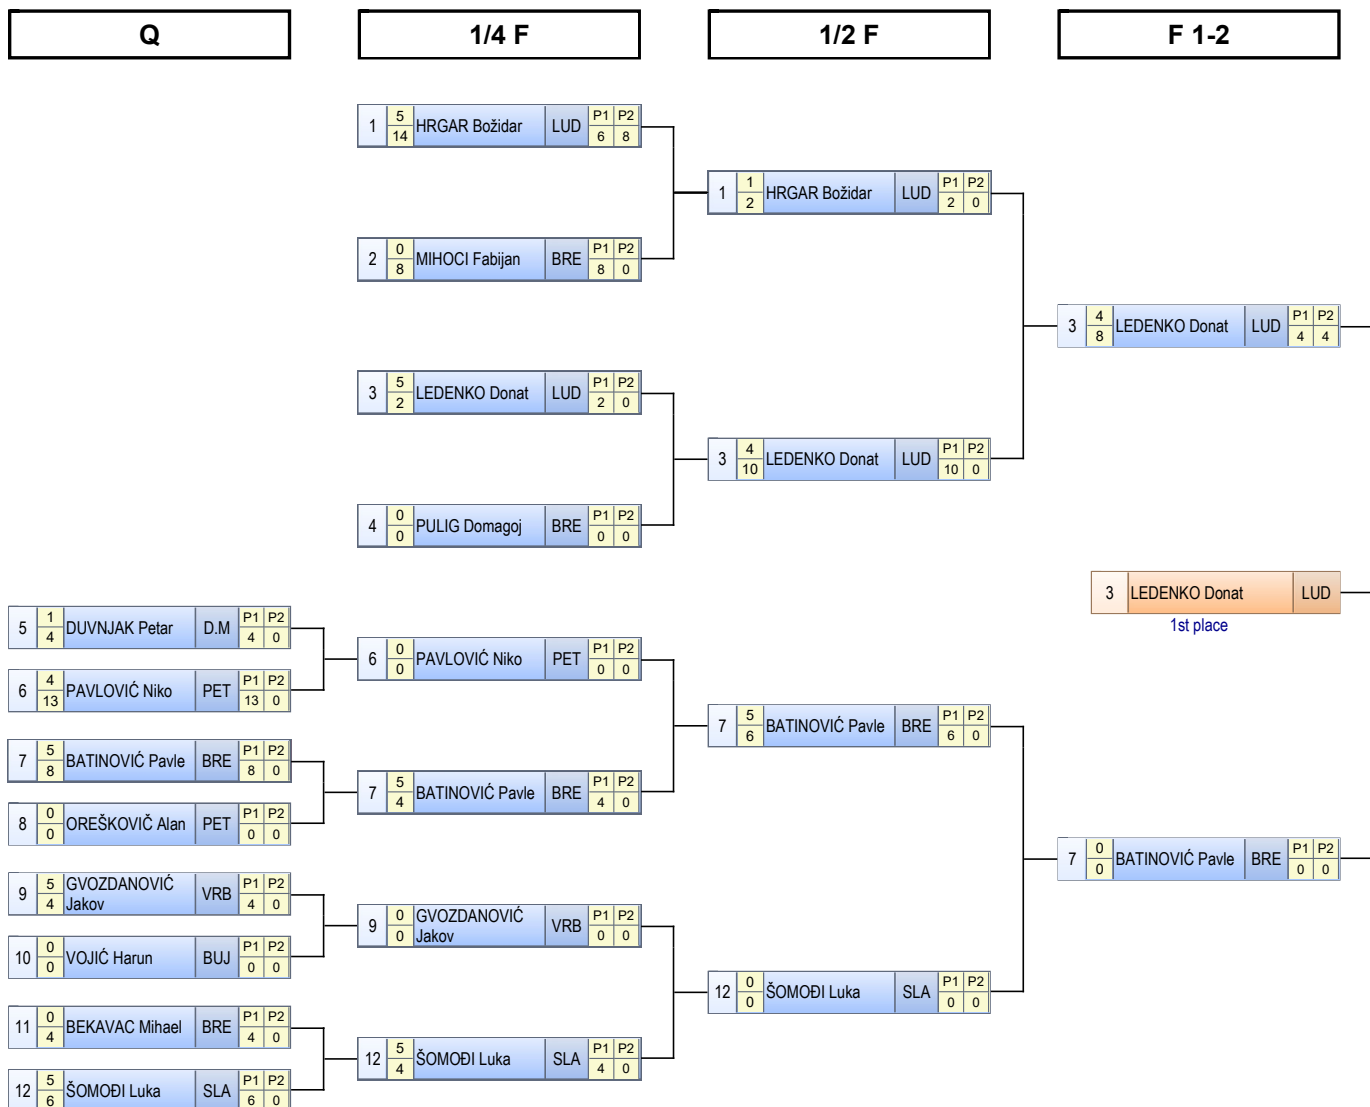 Q 1/4 F 1/2 F F 1-2
1 5 14 HRGAR Božidar LUD P1 P2 6 8
1 1 2 HRGAR Božidar LUD P1 P2 2 0
2 0 8 MIHOCI Fabijan BRE P1 P2 8 0
3 4 8 LEDENKO Donat LUD P1 P2 4 4
3 5 2 LEDENKO Donat LUD P1 P2 2 0
3 4 10 LEDENKO Donat LUD P1 P2 10 0
4 0 0 PULIG Domagoj BRE P1 P2 0 0
3 LEDENKO Donat LUD
1st place
5 1 4 DUVNJAK Petar D.M P1 P2 4 0
6 0 0 PAVLOVIĆ Niko PET P1 P2 0 0
6 4 13 PAVLOVIĆ Niko PET P1 P2 13 0
7 5 6 BATINOVIĆ Pavle BRE P1 P2 6 0
7 5 8 BATINOVIĆ Pavle BRE P1 P2 8 0
7 5 4 BATINOVIĆ Pavle BRE P1 P2 4 0
8 0 0 OREŠKOVIČ Alan PET P1 P2 0 0
7 0 0 BATINOVIĆ Pavle BRE P1 P2 0 0
9 5 4 GVOZDANOVIĆ Jakov VRB P1 P2 4 0
9 0 0 GVOZDANOVIĆ Jakov VRB P1 P2 0 0
10 0 0 VOJIĆ Harun BUJ P1 P2 0 0
12 0 0 ŠOMOĐI Luka SLA P1 P2 0 0
11 0 4 BEKAVAC Mihael BRE P1 P2 4 0
12 5 4 ŠOMOĐI Luka SLA P1 P2 4 0
12 5 6 ŠOMOĐI Luka SLA P1 P2 6 0